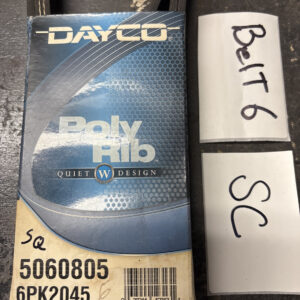 DAYCO
Poly
Rib
QUIET W DESIGN
SQ
5060805
6PK2045
BelT 6
SC